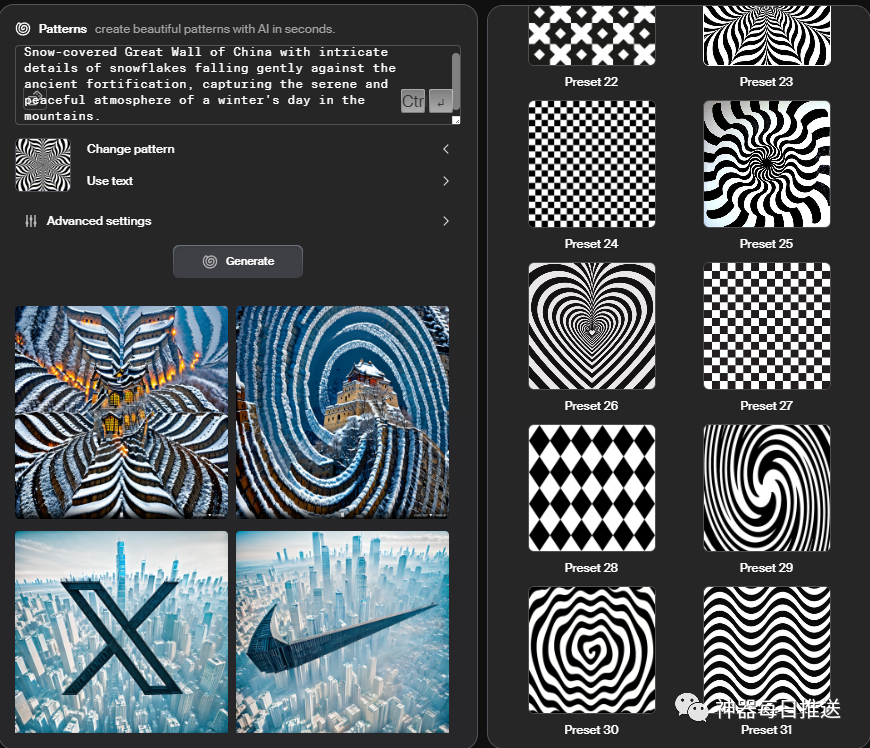 Patterns create beautiful patterns with AI in seconds.
Snow-covered Great Wall of China with intricate
details of snowflakes falling gently against the
ancient fortification, capturing the serene and
peaceful atmosphere of a winter's day in the
mountains.
Ctr
Change pattern
Use text
Advanced settings
Generate
X
Preset 22
Preset 23
Preset 24
Preset 25
Preset 26
Preset 27
Preset 28
Preset 29
Preset 30
Preset 31
神器每日推送